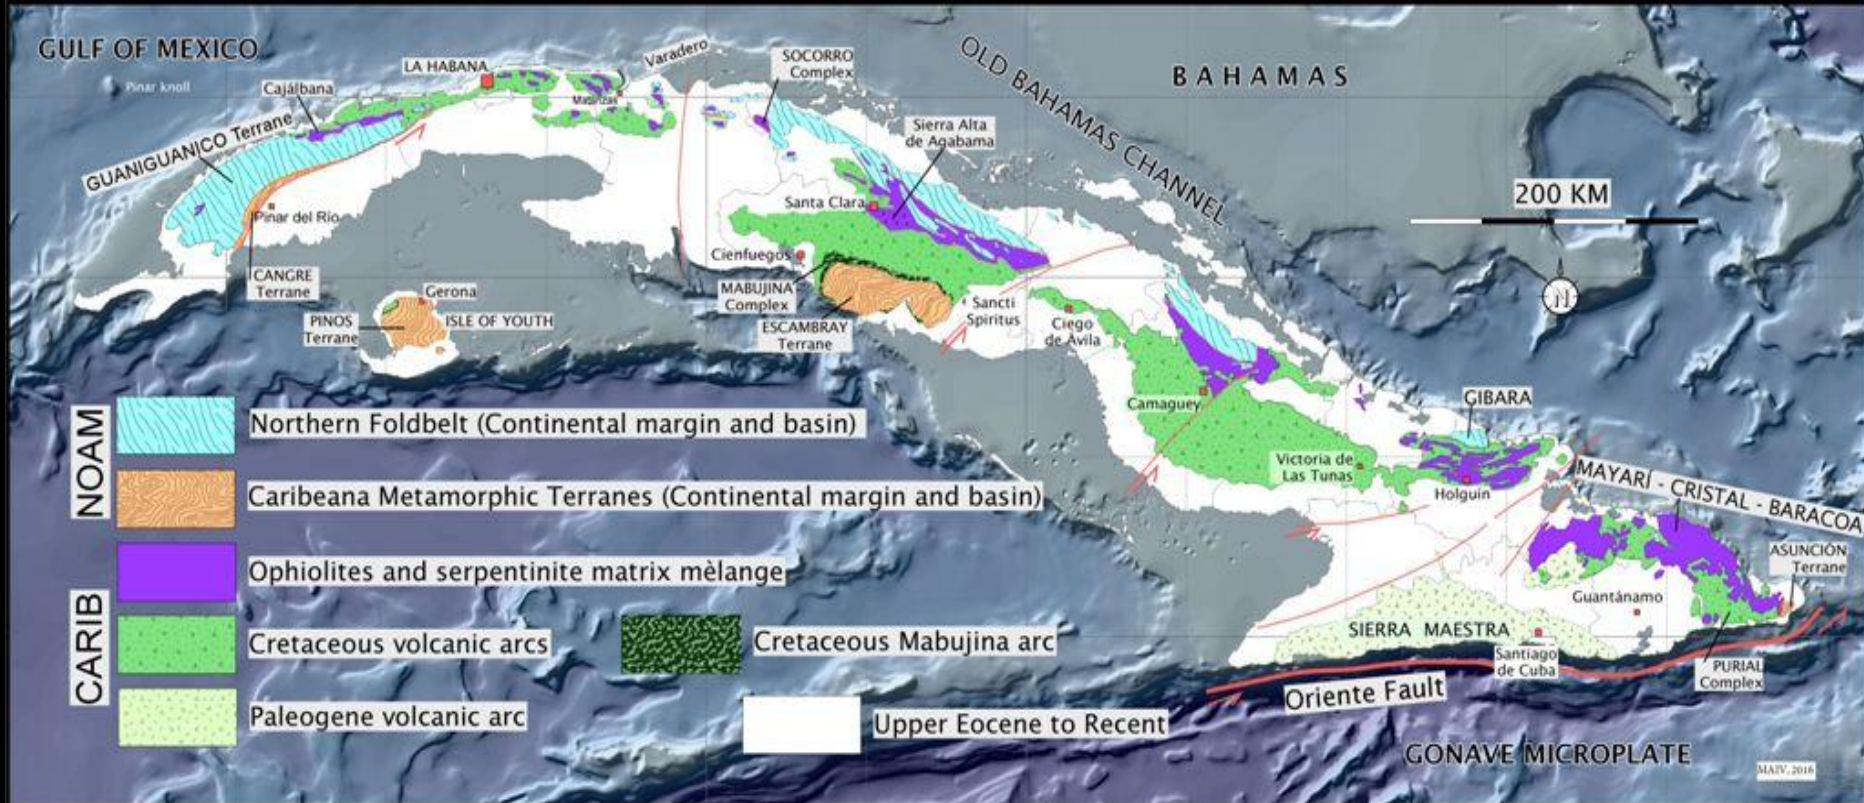 GULF OF MEXICO
Pinar knoll
LA HABANA
Varadero
SOCORRO
Complex
OLD BAHAMAS CHANNEL
BAHAMAS
Cajálbana
Matanzas
GUANIGUANICO Terrane
Sierra Alta
de Agabama
200 KM
Pinar del Río
Santa Clara
CANGRE
Terrane
Cienfuegos
MABUJINA
Complex
N
Gerona
PINOS
Terrane
ISLE OF YOUTH
ESCAMBRAY
Terrane
Sancti
Spiritus
Ciego
de Ávila
Camaguey
GIBARA
NOAM
Northern Foldbelt (Continental margin and basin)
Caribeana Metamorphic Terranes (Continental margin and basin)
Victoria de
Las Tunas
Holguin
MAYARÍ - CRISTAL - BARACOA
ASUNCIÓN
Terrane
CARIB
Ophiolites and serpentinite matrix mèlange
Cretaceous volcanic arcs
Cretaceous Mabujina arc
Paleogene volcanic arc
Upper Eocene to Recent
Guantánamo
SIERRA MAESTRA
Santiago
de Cuba
PURIAL
Complex
Oriente Fault
GONAVE MICROPLATE
MAIV, 2016